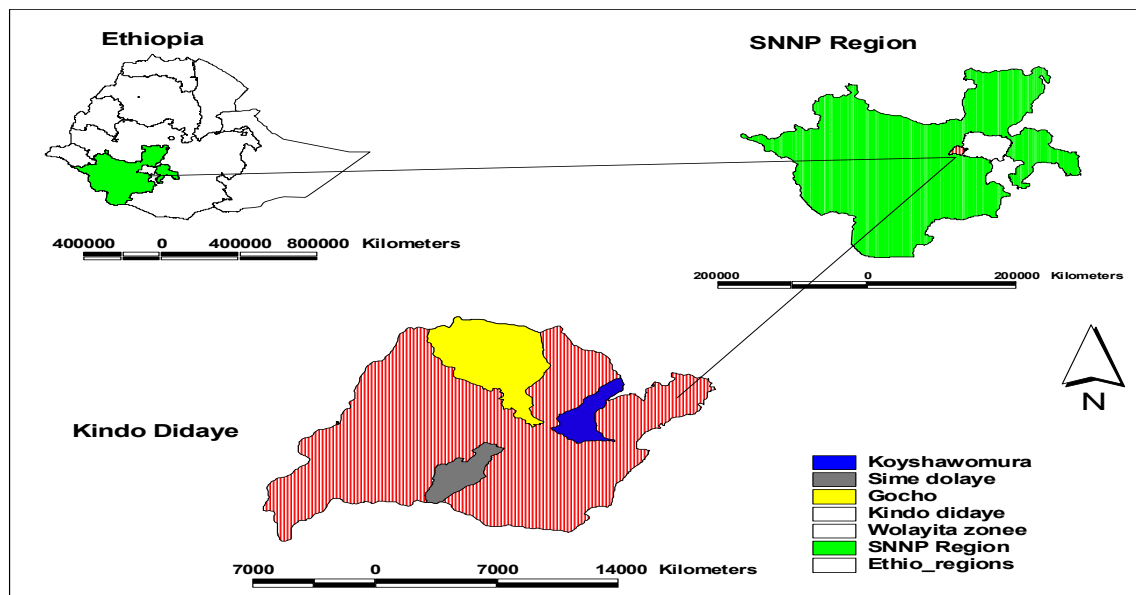 Ethiopia
SNNP Region
400000 0 400000 800000 Kilometers
200000 0 200000
Kindo Didaye
N
Koyshawomura
Sime dolaye
Gocho
Kindo didaye
Wolayita zonee
SNNP Region
Ethio_regions
7000 0 7000 14000 Kilometers